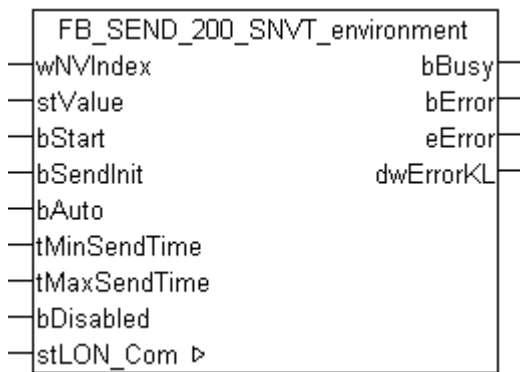 FB_SEND_200_SNVT_environment
wNVIndex bBusy
stValue bError
bStart eError
bSendInit dwErrorKL
bAuto
tMinSendTime
tMaxSendTime
bDisabled
stLON_Com ▷